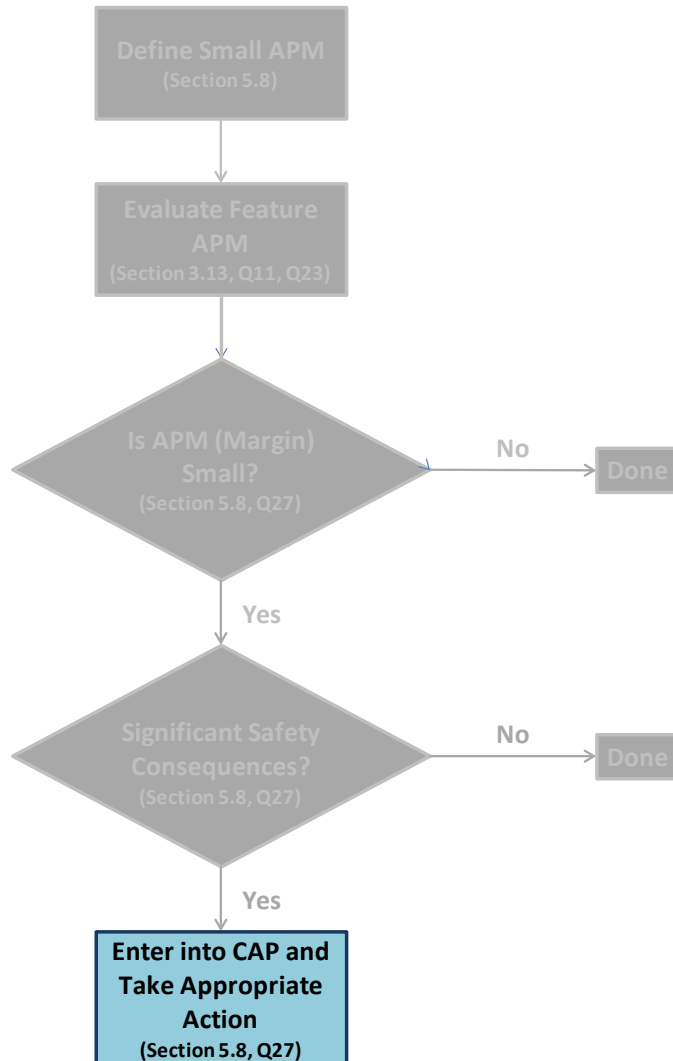 Define Small APM
(Section 5.8)
Evaluate Feature
APM
(Section 3.13, Q11, Q23)
Is APM (Margin)
Small?
(Section 5.8, Q27)
No
Done
Yes
Significant Safety
Consequences?
(Section 5.8, Q27)
No
Done
Yes
Enter into CAP and
Take Appropriate
Action
(Section 5.8, Q27)